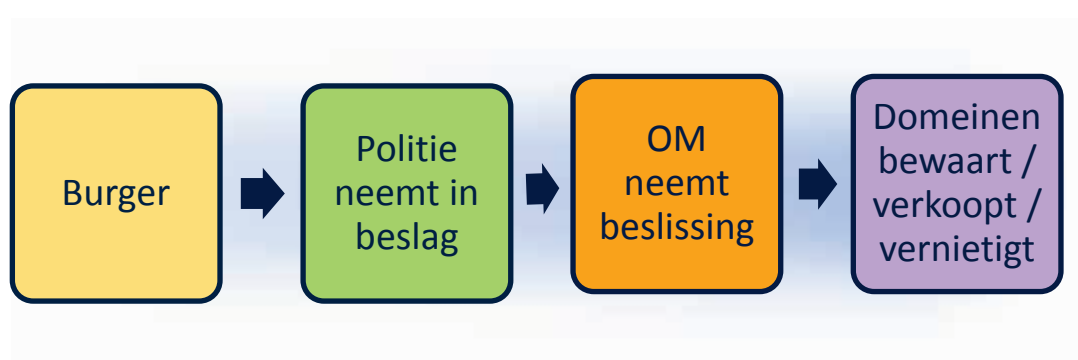 Burger
Politie
neemt in
beslag
OM
neemt
beslissing
Domeinen
bewaart /
verkoopt /
vernietigt